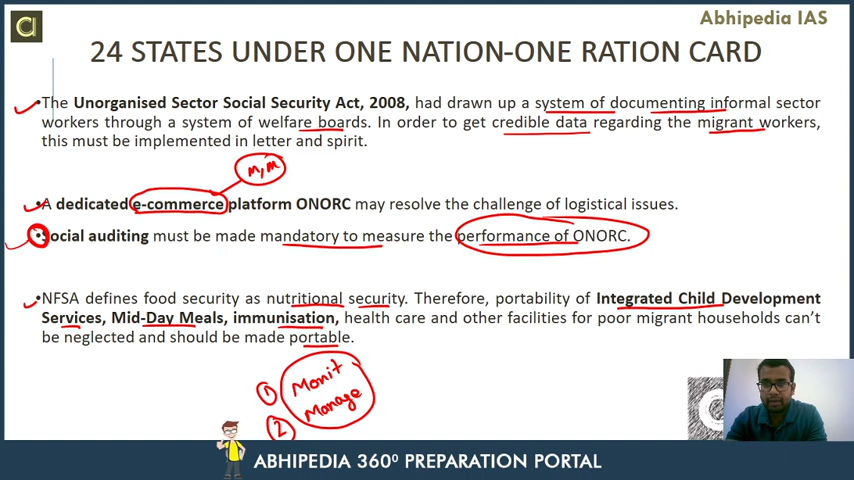 Abhipedia IAS
24 STATES UNDER ONE NATION-ONE RATION CARD
•The Unorganised Sector Social Security Act, 2008, had drawn up a system of documenting informal sector
workers through a system of welfare boards. In order to get credible data regarding the migrant workers,
this must be implemented in letter and spirit.
m, m
•A dedicated e-commerce platform ONORC may resolve the challenge of logistical issues.
•Social auditing must be made mandatory to measure the performance of ONORC.
•NFSA defines food security as nutritional security. Therefore, portability of Integrated Child Development
Services, Mid-Day Meals, immunisation, health care and other facilities for poor migrant households can't
be neglected and should be made portable.
1 Monit
Manage
2
ABHIPEDIA 360⁰ PREPARATION PORTAL